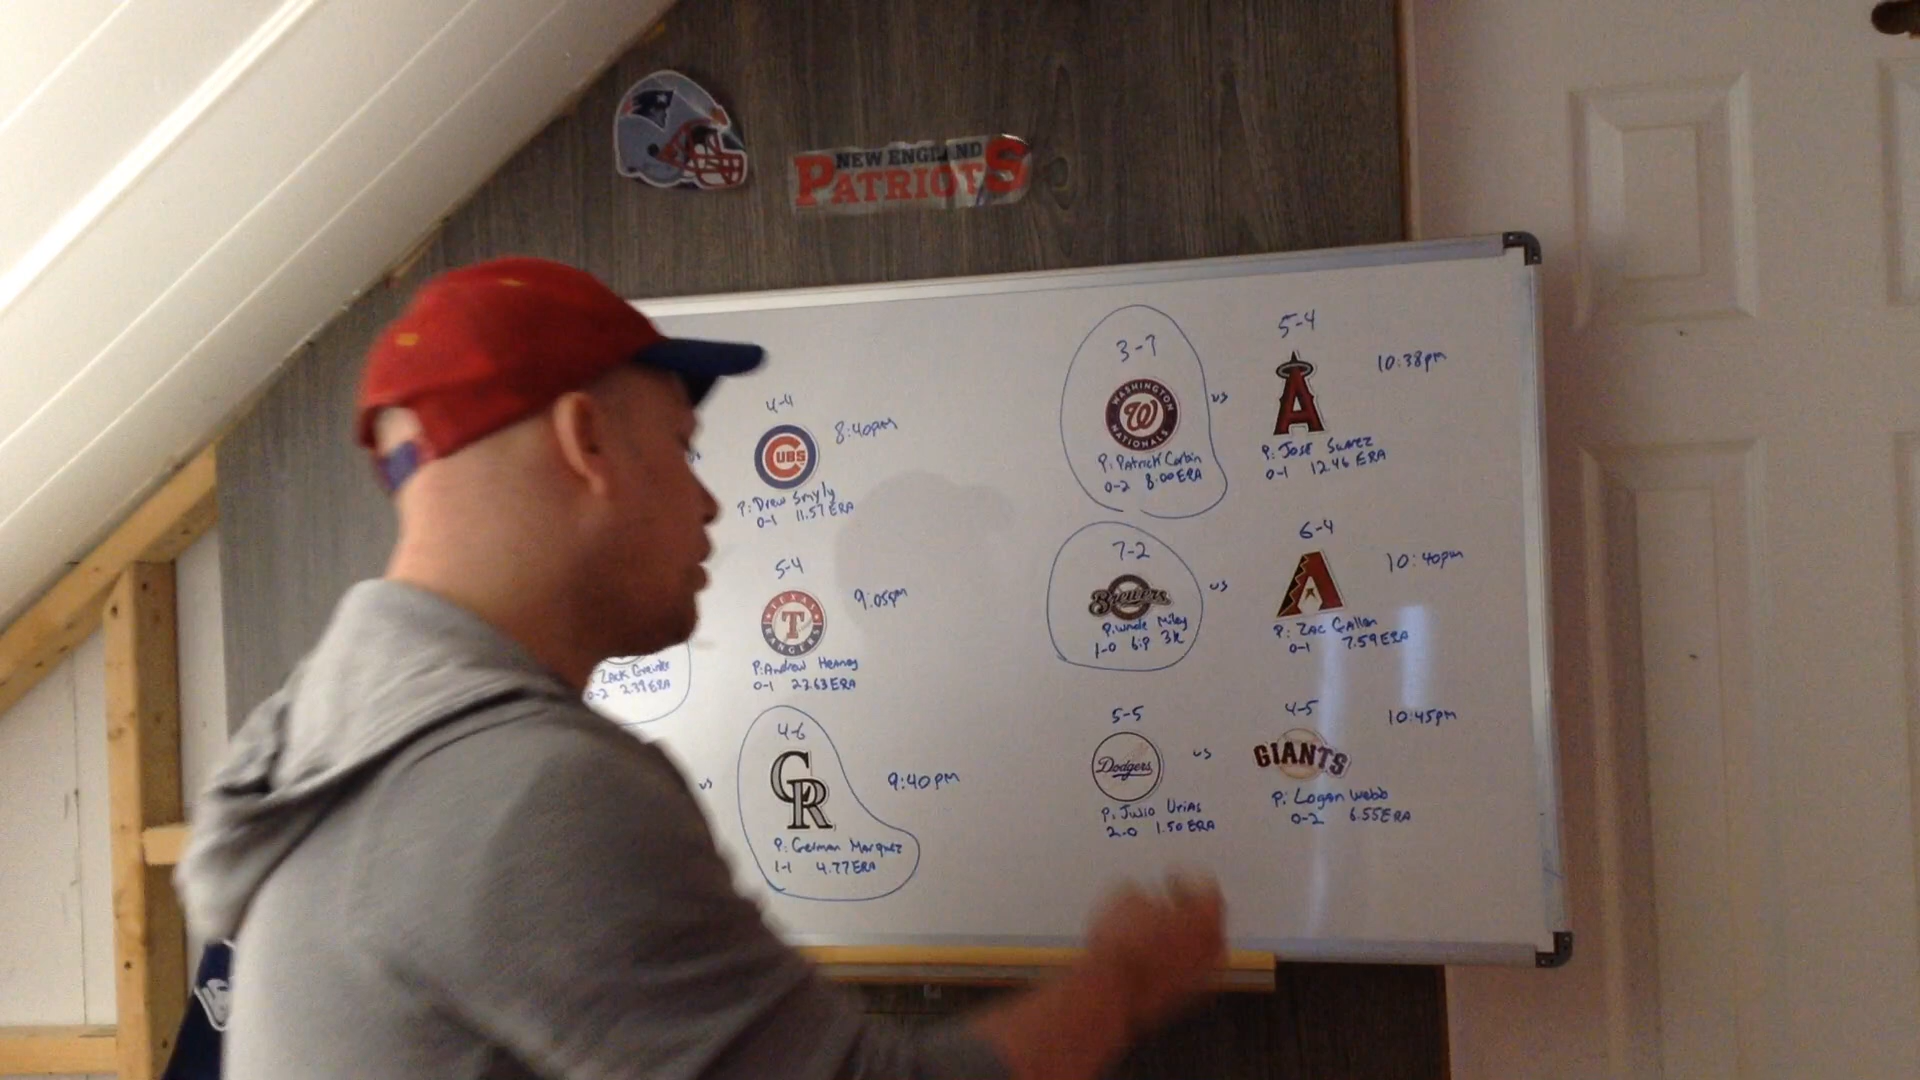 NEW ENGLAND
PATRIOTS
4-4
CUBS
8:40pm
P: Drew Smyly
0-1 11.57 ERA
5-4
TEXAS
T
RANGERS
9:05pm
P: Andrew Heaney
0-1 23.63 ERA
Zack Greinke
0-2 2.39 ERA
vs
4-6
CR
9:40pm
P: German Marquez
1-1 4.77 ERA
3-7
WASHINGTON
W
NATIONALS
P: Patrick Corbin
0-2 8.00 ERA
vs
5-4
A
10:38pm
P: José Suarez
0-1 12.46 ERA
7-2
Brewers
P: Wade Miley
1-0 6IP 3K
vs
6-4
A
10:40pm
P: Zac Gallen
0-1 7.59 ERA
5-5
Dodgers
P: Julio Urias
2-0 1.50 ERA
vs
4-5
GIANTS
10:45pm
P: Logan Webb
0-2 6.55 ERA